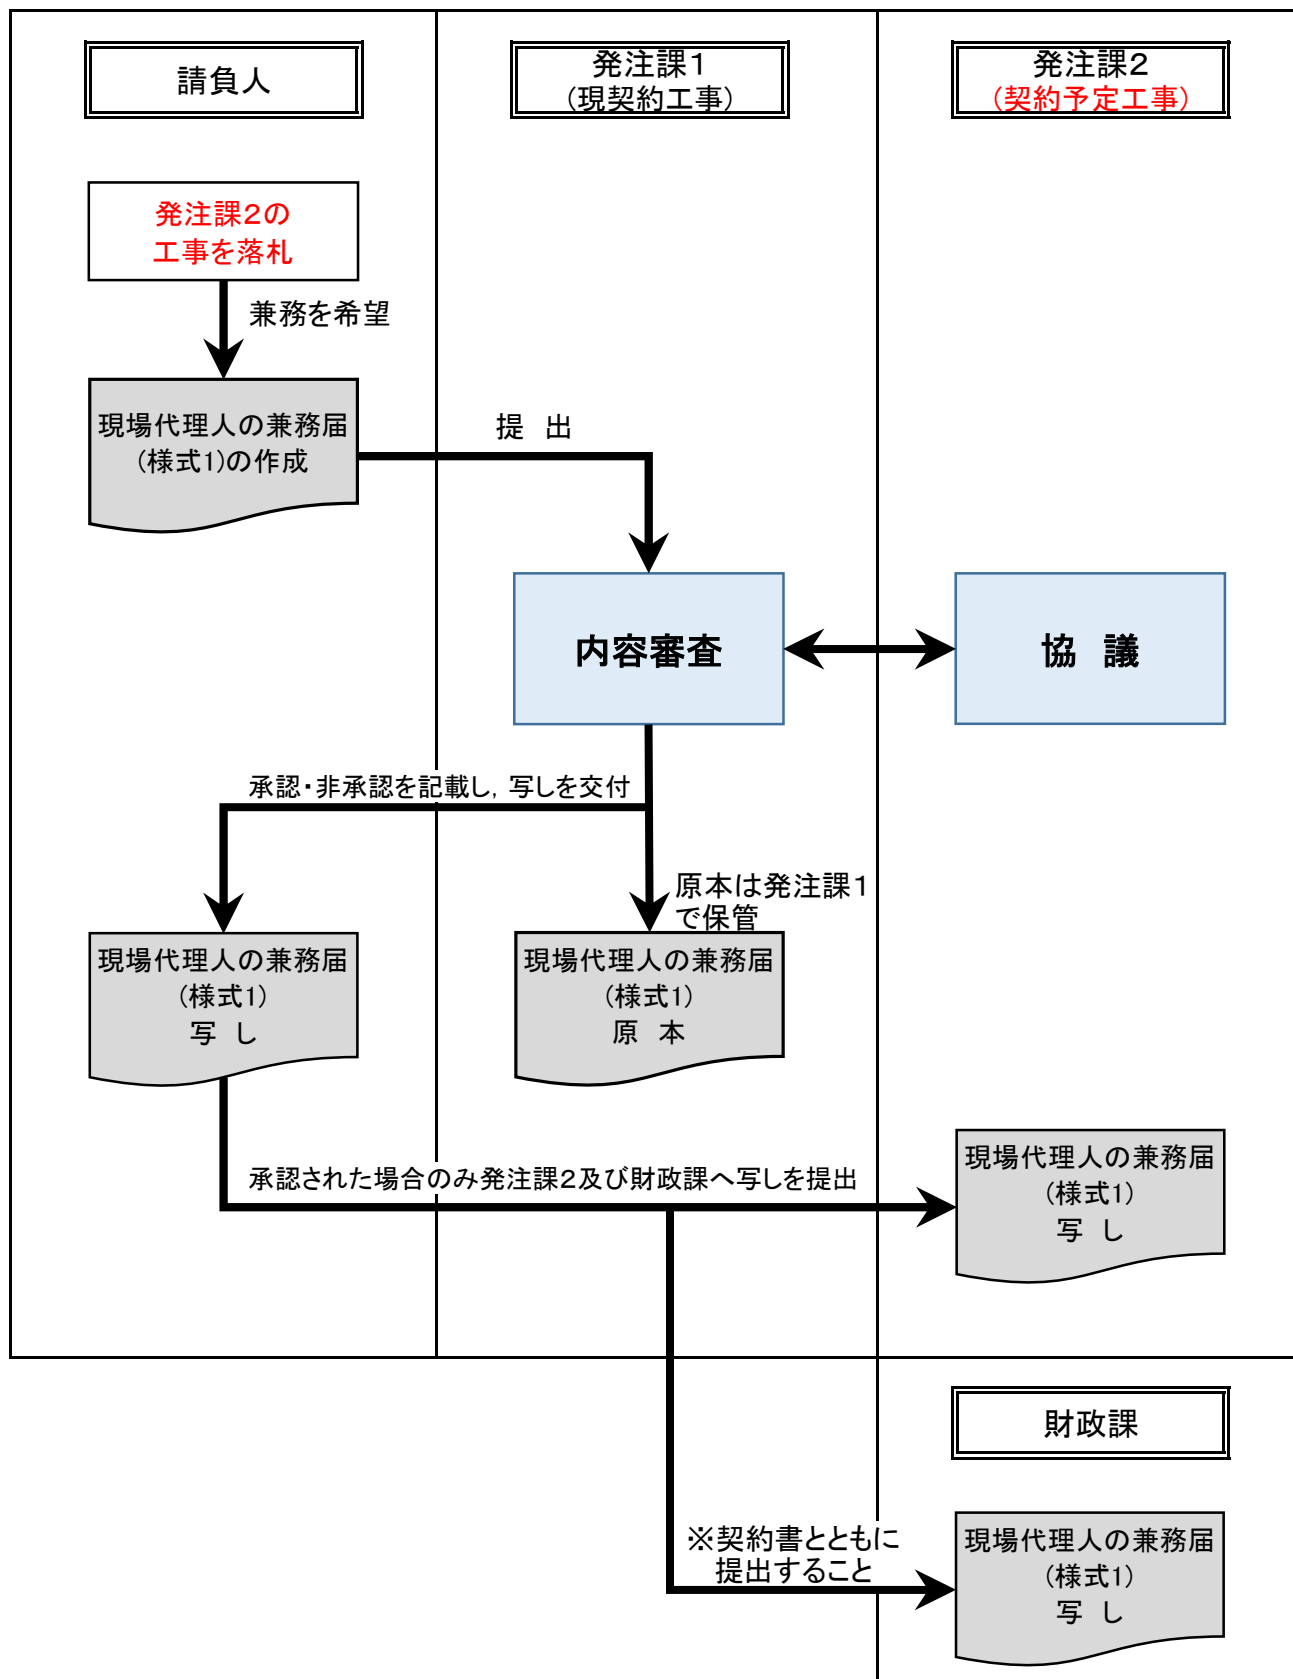 請負人
発注課1
(現契約工事)
発注課2
(契約予定工事)
発注課2の
工事を落札
兼務を希望
現場代理人の兼務届
(様式1)の作成
提　出
内容審査
協　議
承認・非承認を記載し，写しを交付
原本は発注課1
で保管
現場代理人の兼務届
(様式1)
写　し
現場代理人の兼務届
(様式1)
原　本
承認された場合のみ発注課2及び財政課へ写しを提出
現場代理人の兼務届
(様式1)
写　し
財政課
※契約書とともに
提出すること
現場代理人の兼務届
(様式1)
写　し